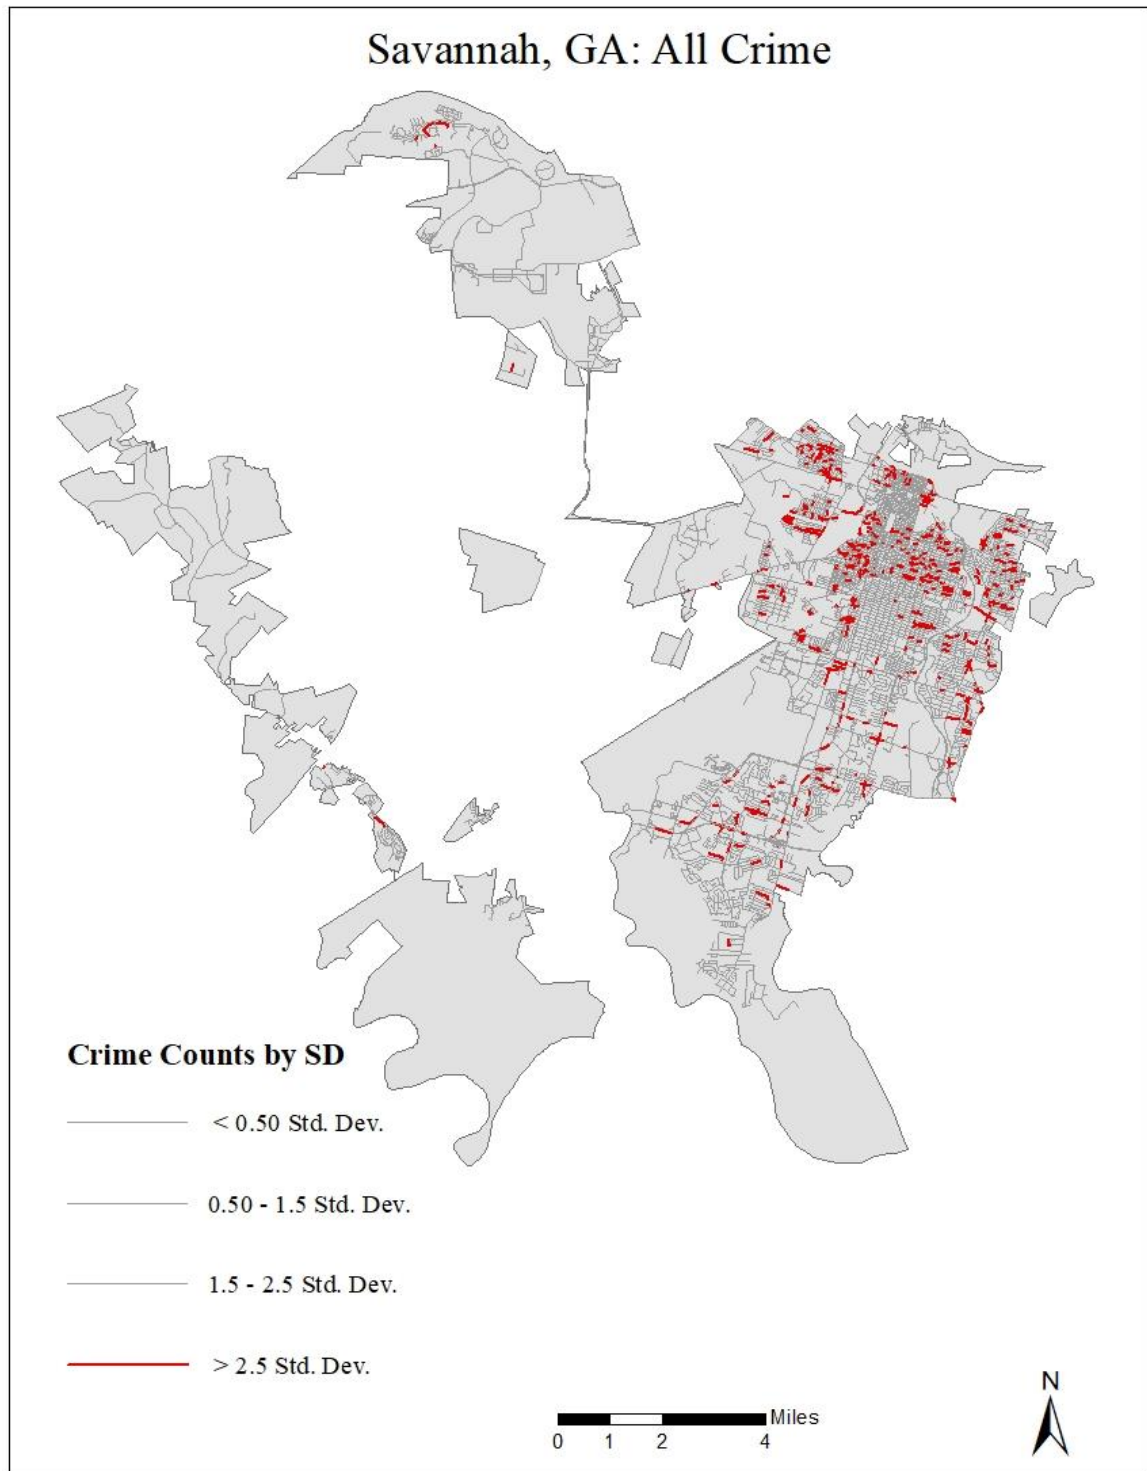 Savannah, GA: All Crime
Crime Counts by SD
< 0.50 Std. Dev.
0.50 - 1.5 Std. Dev.
1.5 - 2.5 Std. Dev.
> 2.5 Std. Dev.
N
Miles
0 1 2 4